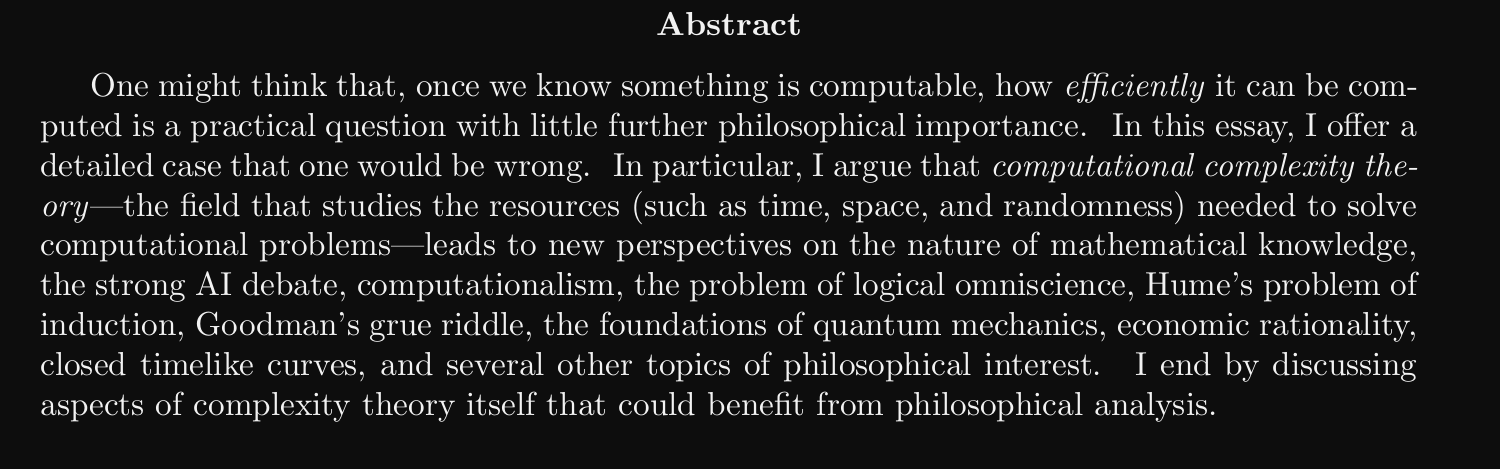 Abstract
One might think that, once we know something is computable, how efficiently it can be com-
puted is a practical question with little further philosophical importance. In this essay, I offer a
detailed case that one would be wrong. In particular, I argue that computational complexity the-
ory—the field that studies the resources (such as time, space, and randomness) needed to solve
computational problems—leads to new perspectives on the nature of mathematical knowledge,
the strong AI debate, computationalism, the problem of logical omniscience, Hume's problem of
induction, Goodman's grue riddle, the foundations of quantum mechanics, economic rationality,
closed timelike curves, and several other topics of philosophical interest. I end by discussing
aspects of complexity theory itself that could benefit from philosophical analysis.